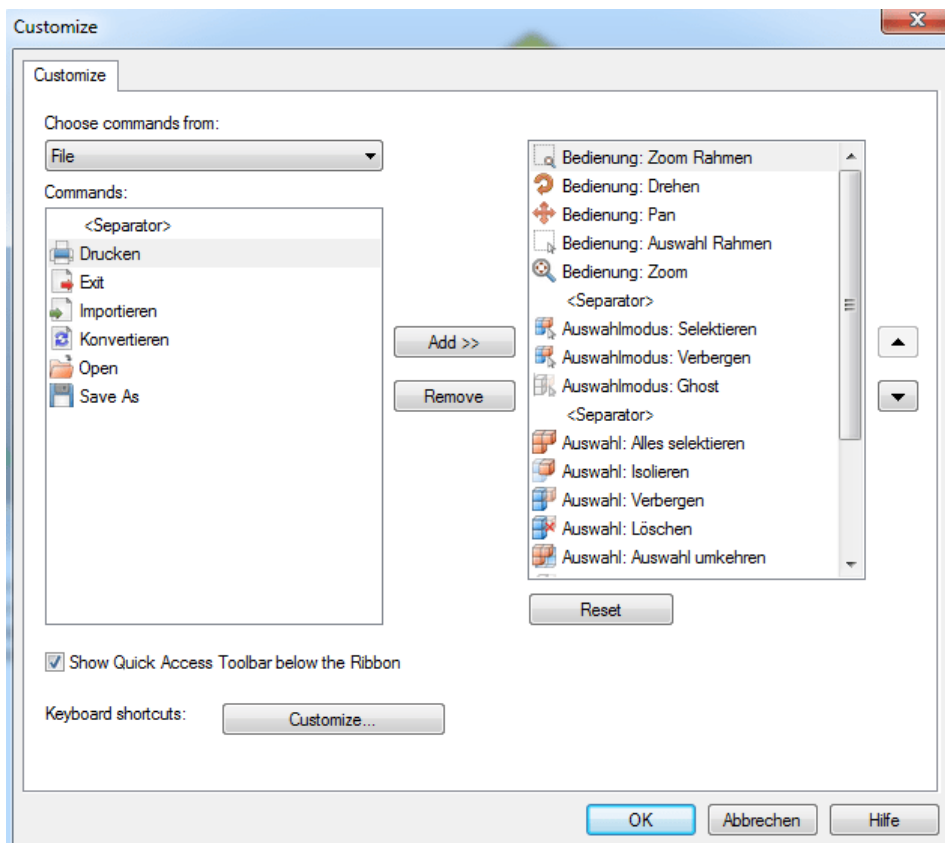 Customize
Customize
Choose commands from:
File
Commands:
<Separator>
Drucken
Exit
Importieren
Konvertieren
Open
Save As
Add >>
Remove
Bedienung: Zoom Rahmen
Bedienung: Drehen
Bedienung: Pan
Bedienung: Auswahl Rahmen
Bedienung: Zoom
<Separator>
Auswahlmodus: Selektieren
Auswahlmodus: Verbergen
Auswahlmodus: Ghost
<Separator>
Auswahl: Alles selektieren
Auswahl: Isolieren
Auswahl: Verbergen
Auswahl: Löschen
Auswahl: Auswahl umkehren
Reset
Show Quick Access Toolbar below the Ribbon
Keyboard shortcuts:
Customize...
OK
Abbrechen
Hilfe